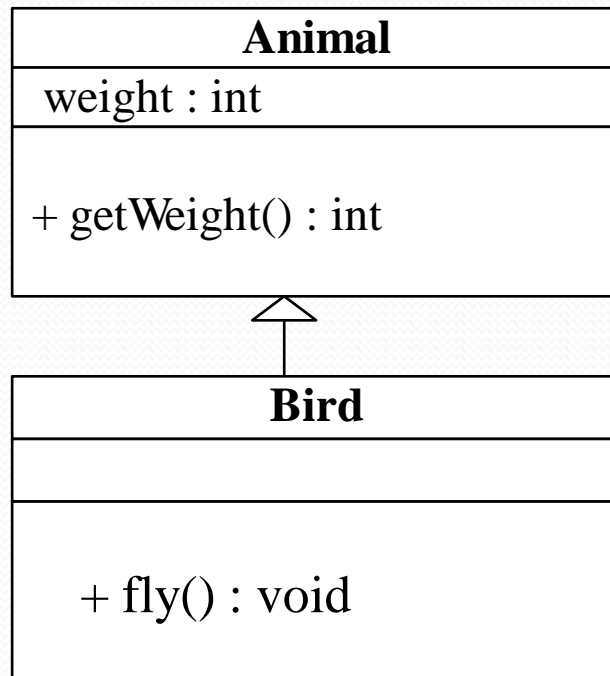 Animal
weight : int
+ getWeight() : int
Bird
+ fly() : void